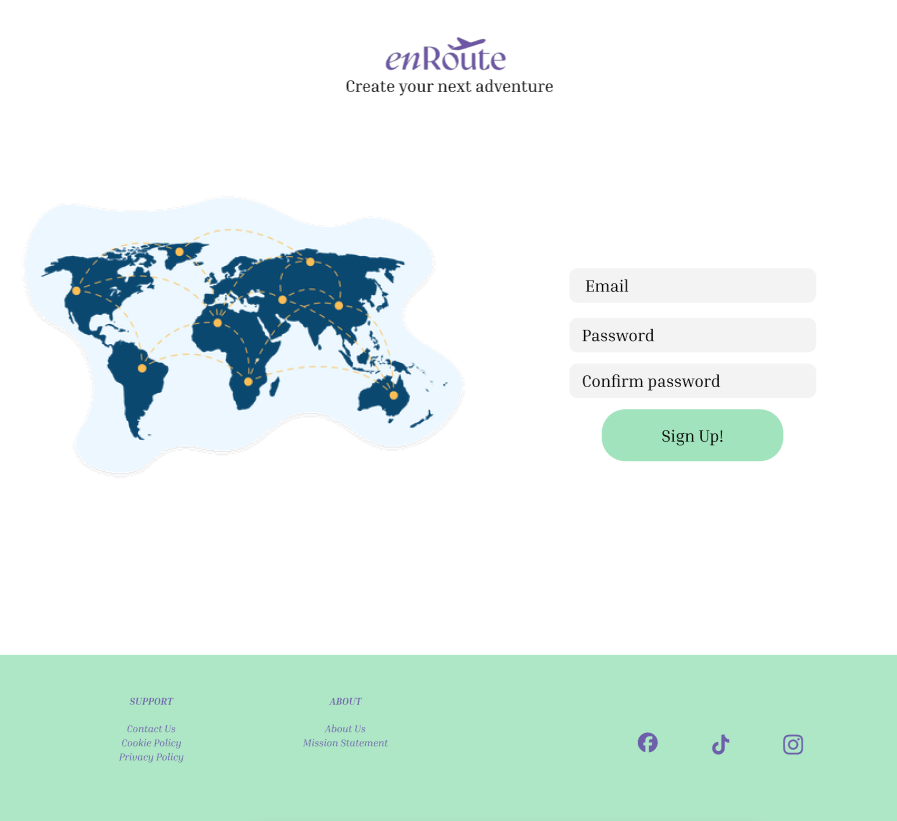 enRoute
Create your next adventure
Email
Password
Confirm password
Sign Up!
SUPPORT
Contact Us
Cookie Policy
Privacy Policy
ABOUT
About Us
Mission Statement